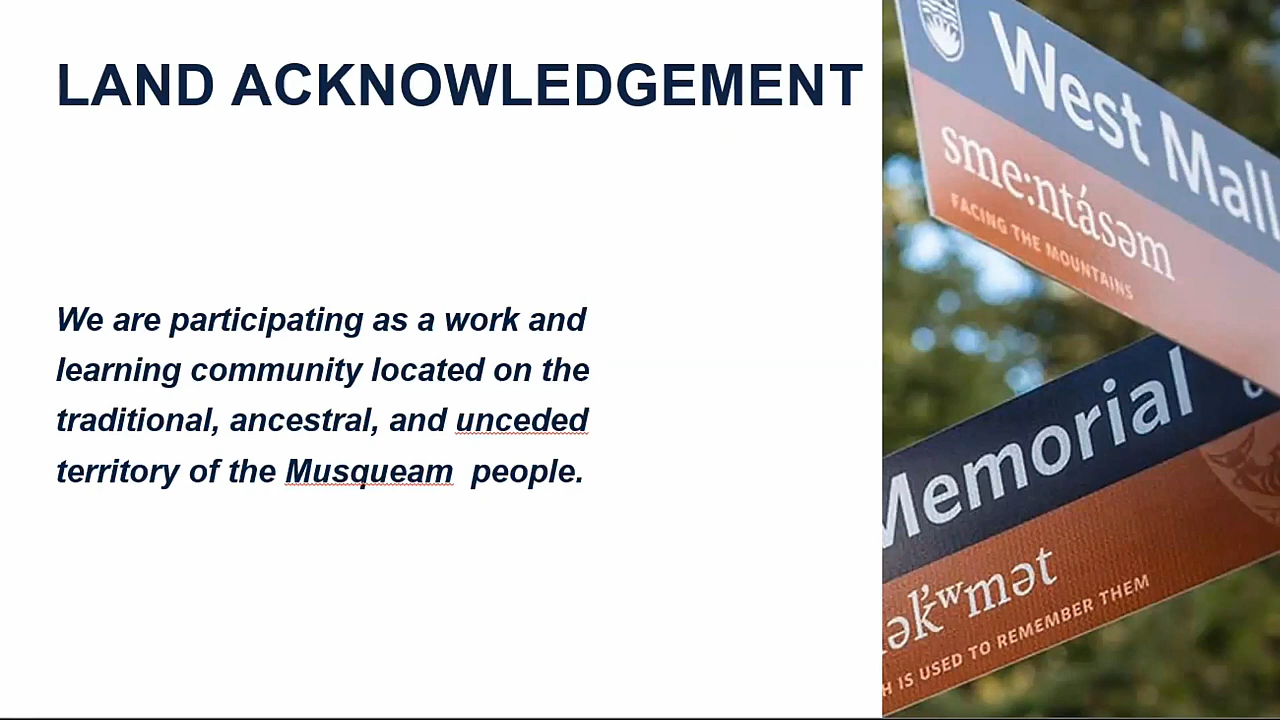 LAND ACKNOWLEDGEMENT
We are participating as a work and
learning community located on the
traditional, ancestral, and unceded
territory of the Musqueam people.
West Mall
sme:ntásəm
FACING THE MOUNTAINS
Memorial
IS USED TO REMEMBER THEM